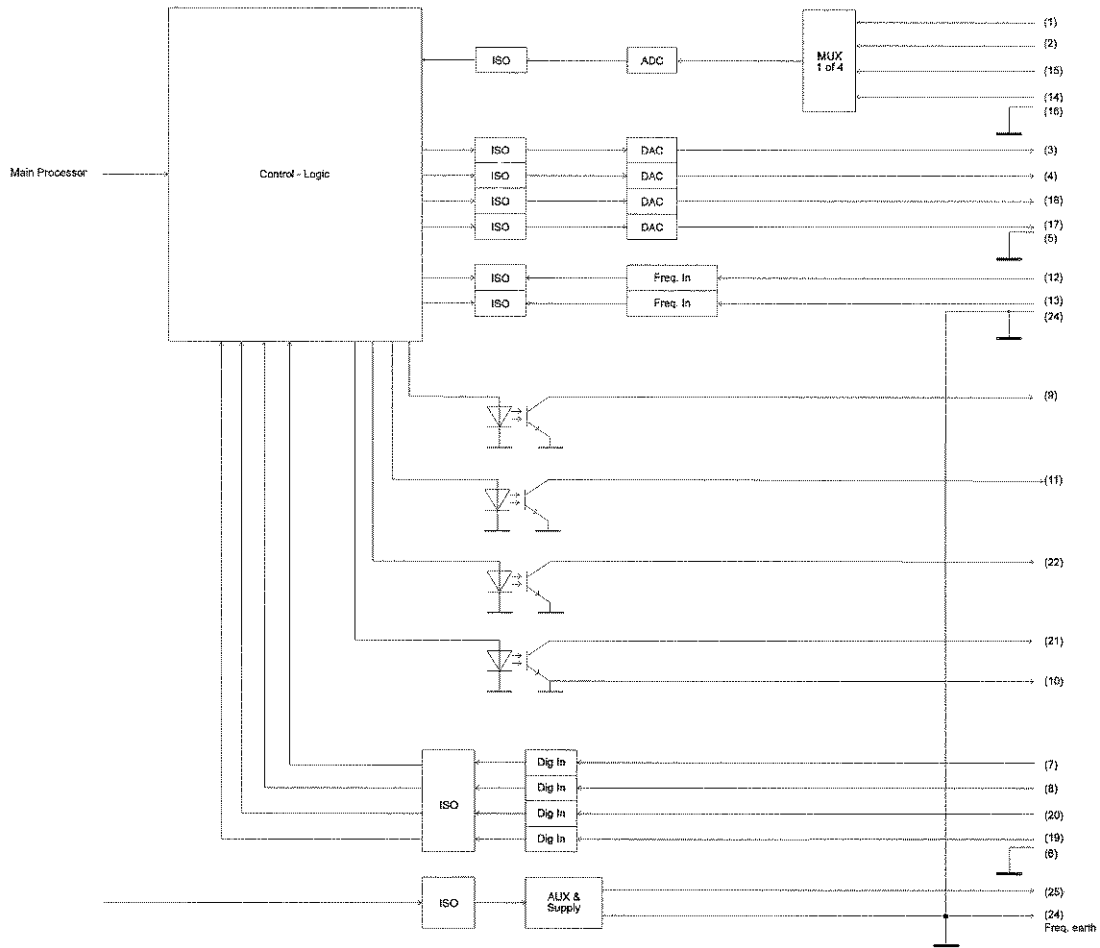 (1)
MUX
1 of 4
(2)
ISO
ADC
(15)
(14)
(16)
ISO
DAC
(3)
Main Processor
Control - Logic
ISO
DAC
(4)
ISO
DAC
(18)
ISO
DAC
(17)
(5)
ISO
Freq. In
(12)
ISO
Freq. In
(13)
(24)
(9)
(11)
(22)
(21)
(10)
Dig In
(7)
ISO
Dig In
(8)
Dig In
(20)
Dig In
(19)
(6)
ISO
AUX &
Supply
(25)
(24)
Freq. earth